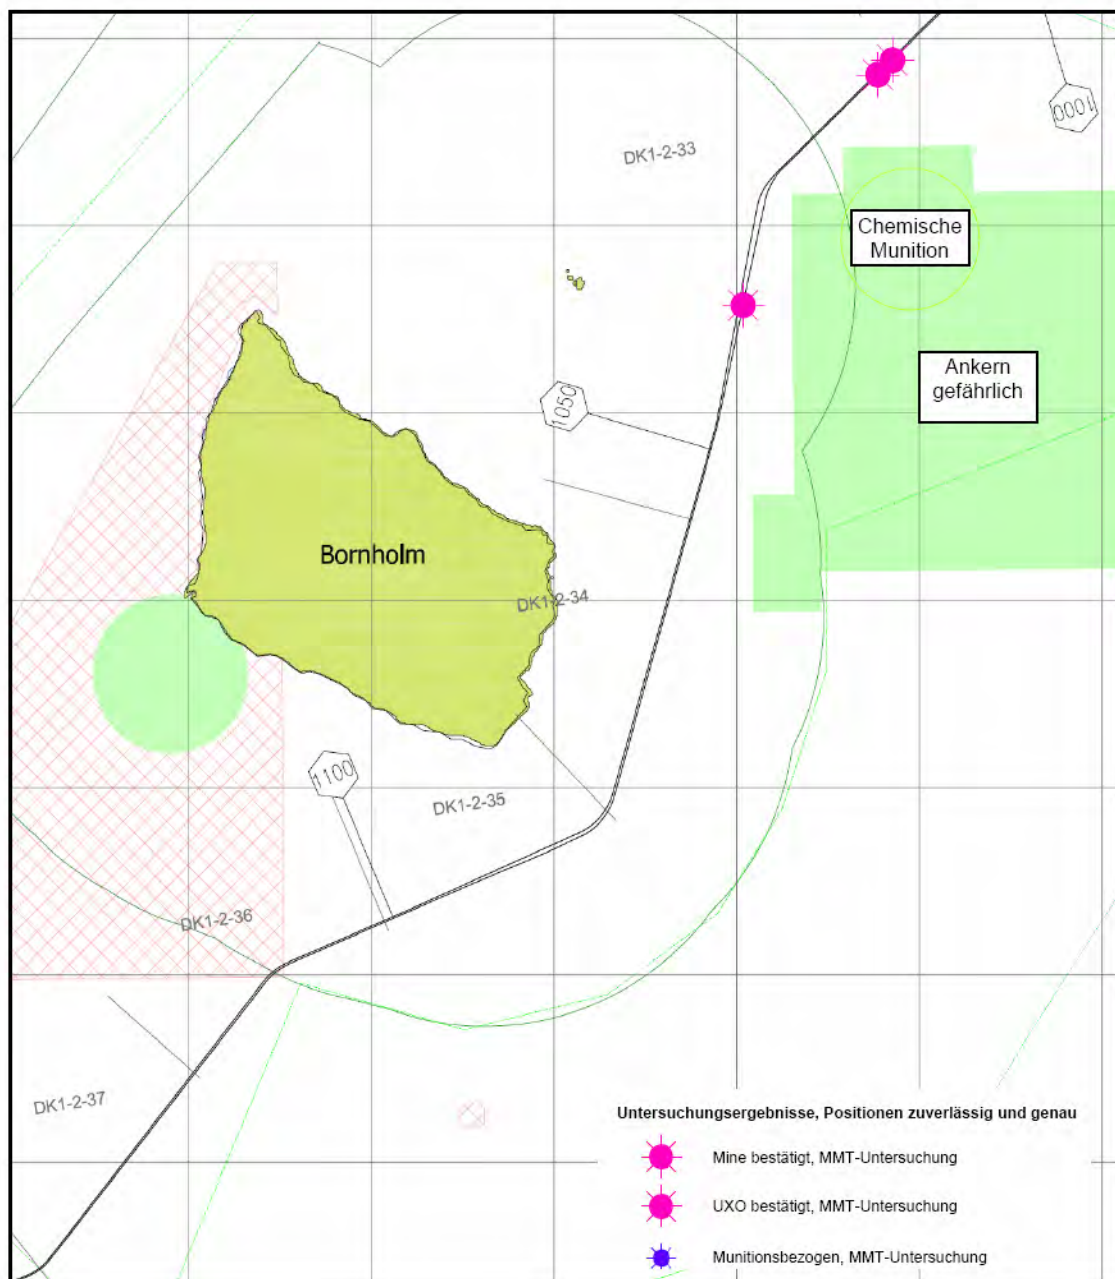 0001
DK1-2-33
Chemische
Munition
Ankern
gefährlich
1050
Bornholm
DK1-2-34
1100
DK1-2-35
DK1-2-36
DK1-2-37
Untersuchungsergebnisse, Positionen zuverlässig und genau
Mine bestätigt, MMT-Untersuchung
UXO bestätigt, MMT-Untersuchung
Munitionsbezogen, MMT-Untersuchung